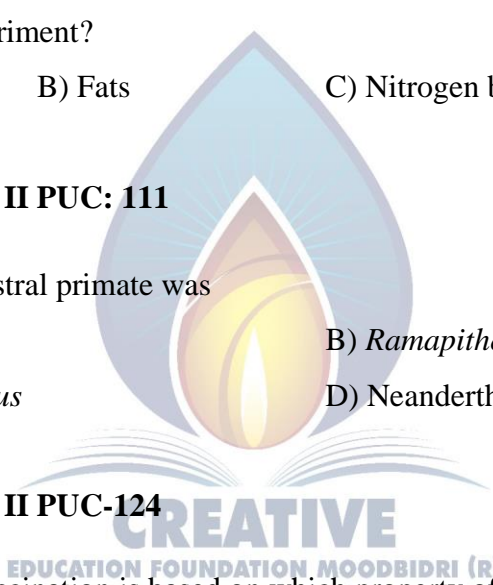 riment?
B) Fats C) Nitrogen b
II PUC: 111
stral primate was
B) Ramapithe
us D) Neanderth
II PUC-124
CREATIVE
EDUCATION FOUNDATION MOODBIDRI (R
cination is based on which property of